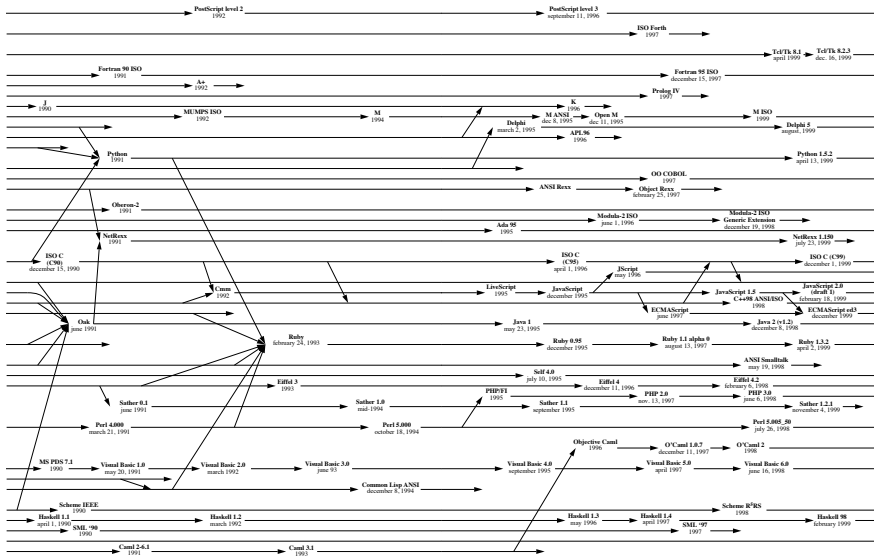 PostScript level 2
1992
PostScript level 3
september 11, 1996
ISO Forth
1997
Tcl/Tk 8.1
april 1999
Tcl/Tk 8.2.3
dec. 16, 1999
Fortran 90 ISO
1991
Fortran 95 ISO
december 15, 1997
A+
1992
Prolog IV
1997
J
1990
K
1996
MUMPS ISO
1992
M
1994
M ANSI
dec 8, 1995
Open M
dec 11, 1995
M ISO
1999
Delphi
march 2, 1995
Delphi 5
august, 1999
APL96
1996
Python
1991
Python 1.5.2
april 13, 1999
OO COBOL
1997
ANSI Rexx
Object Rexx
february 25, 1997
Oberon-2
1991
Modula-2 ISO
june 1, 1996
Modula-2 ISO
Generic Extension
december 19, 1998
Ada 95
1995
NetRexx
1991
NetRexx 1.150
july 23, 1999
ISO C
(C90)
december 15, 1990
ISO C
(C95)
april 1, 1996
ISO C (C99)
december 1, 1999
JScript
may 1996
Cmm
1992
LiveScript
1995
JavaScript
december 1995
JavaScript 1.5
JavaScript 2.0
(draft 1)
february 18, 1999
C++98 ANSI/ISO
1998
ECMAScript
june 1997
ECMAScript ed3
december 1999
Oak
june 1991
Java 1
may 23, 1995
Java 2 (v1.2)
december 8, 1998
Ruby
february 24, 1993
Ruby 0.95
december 1995
Ruby 1.1 alpha 0
august 13, 1997
Ruby 1.3.2
april 2, 1999
ANSI Smalltalk
may 19, 1998
Self 4.0
july 10, 1995
Eiffel 3
1993
Eiffel 4
december 11, 1996
Eiffel 4.2
february 6, 1998
PHP/FI
1995
PHP 2.0
nov. 13, 1997
PHP 3.0
june 6, 1998
Sather 0.1
june 1991
Sather 1.0
mid-1994
Sather 1.1
september 1995
Sather 1.2.1
november 4, 1999
Perl 4.000
march 21, 1991
Perl 5.000
october 18, 1994
Perl 5.005_50
july 26, 1998
Objective Caml
1996
O'Caml 1.0.7
december 11, 1997
O'Caml 2
1998
MS PDS 7.1
1990
Visual Basic 1.0
may 20, 1991
Visual Basic 2.0
march 1992
Visual Basic 3.0
june 93
Visual Basic 4.0
september 1995
Visual Basic 5.0
april 1997
Visual Basic 6.0
june 16, 1998
Common Lisp ANSI
december 8, 1994
Scheme IEEE
1990
Scheme R⁵RS
1998
Haskell 1.1
april 1, 1990
Haskell 1.2
march 1992
Haskell 1.3
may 1996
Haskell 1.4
april 1997
Haskell 98
february 1999
SML '90
1990
SML '97
1997
Caml 2-6.1
1991
Caml 3.1
1993